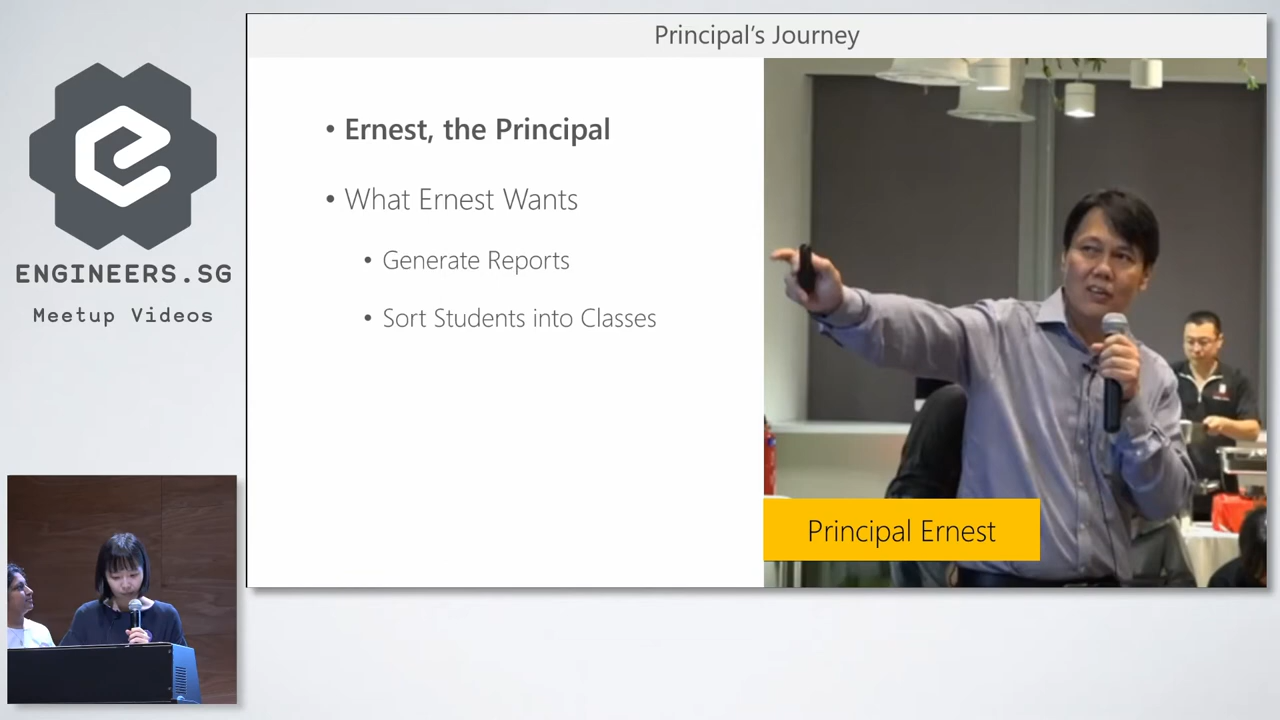 Principal's Journey
• Ernest, the Principal
• What Ernest Wants
• Generate Reports
• Sort Students into Classes
Principal Ernest
ENGINEERS.SG
Meetup Videos